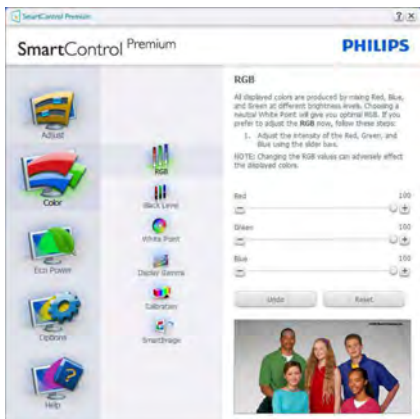 SmartControl Premium
SmartControl Premium
PHILIPS
Adjust
Color
Eco Power
Options
Help
RGB
Black Level
White Point
Display Gamma
Calibration
SmartImage
RGB
All displayed colors are produced by mixing Red, Blue,
and Green at different brightness levels. Choosing a
neutral White Point will give you optimal RGB. If you
prefer to adjust the RGB now, follow these steps:
1. Adjust the intensity of the Red, Green, and
Blue using the slider bars.
NOTE: Changing the RGB values can adversely affect
the displayed colors.
Red 100
Green 100
Blue 100
Undo Reset